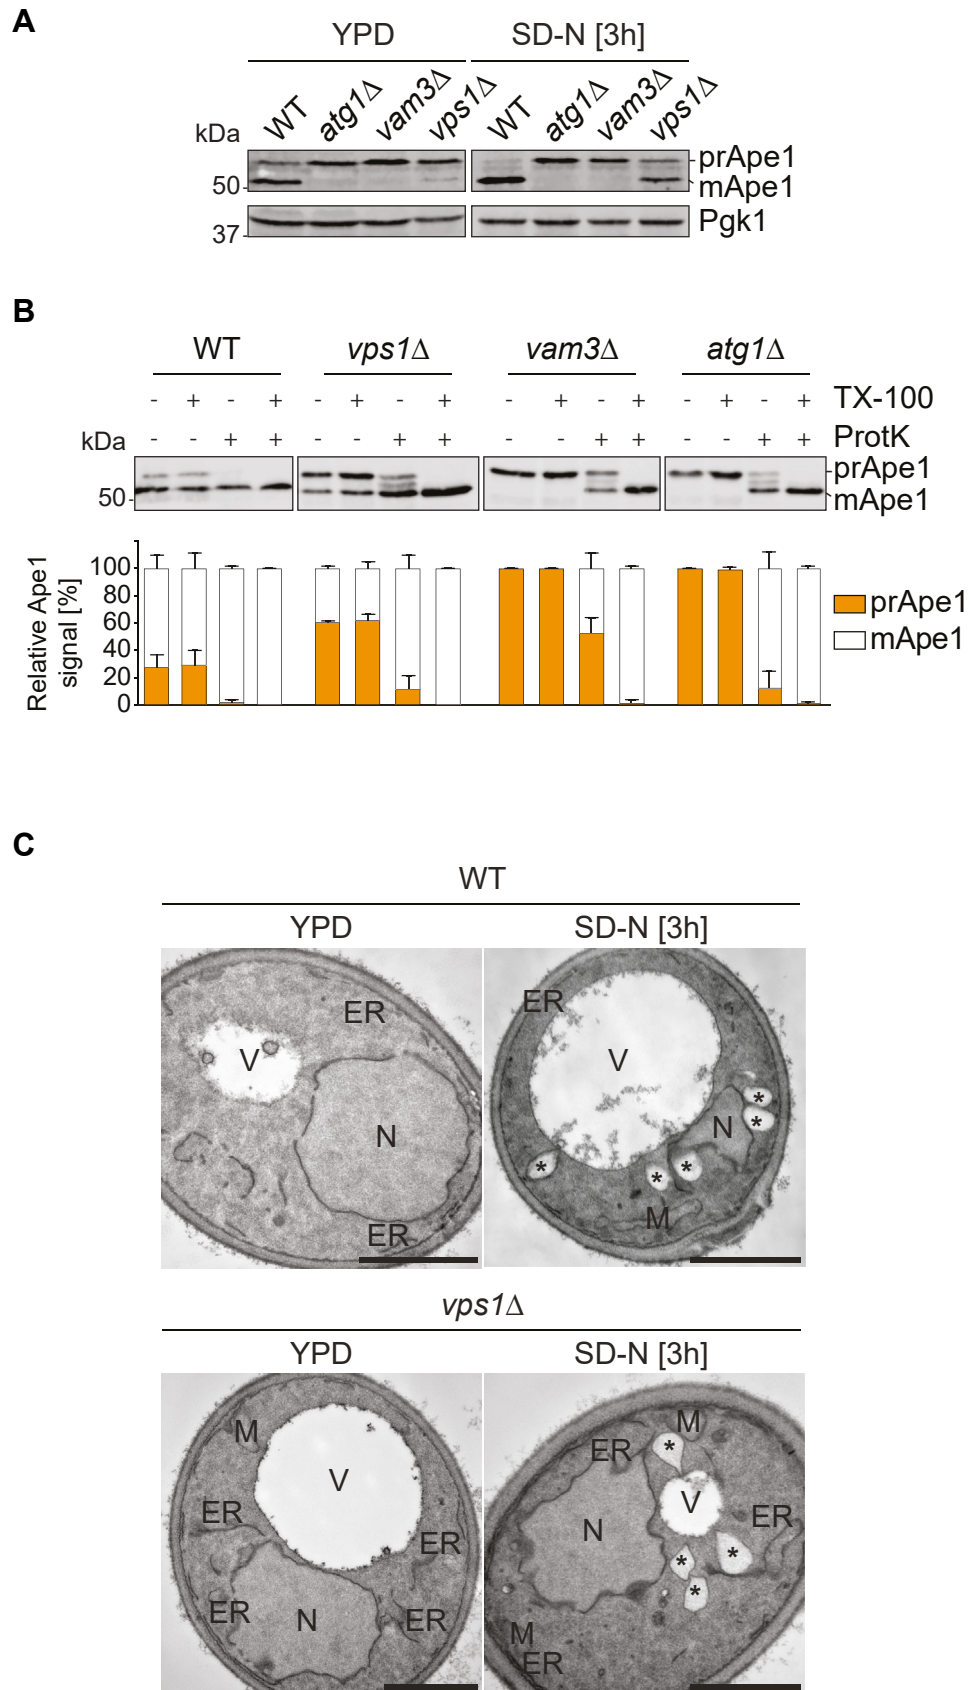 A
YPD SD-N [3h]
kDa WT atg1Δ vam3Δ vps1Δ WT atg1Δ vam3Δ vps1Δ
prApe1
50 mApe1
Pgk1
37
B
WT vps1Δ vam3Δ atg1Δ
- + - + - + - + - + - + - + - + TX-100
kDa - - + + - - + + - - + + - - + + ProtK
prApe1
50 mApe1
Relative Ape1 signal [%]
100
80
60
40
20
0
prApe1
mApe1
C
WT
YPD SD-N [3h]
ER V N ER
ER V * * N * * * M
vps1Δ
YPD SD-N [3h]
M V ER ER ER N ER
M ER * V N ER * * * M ER